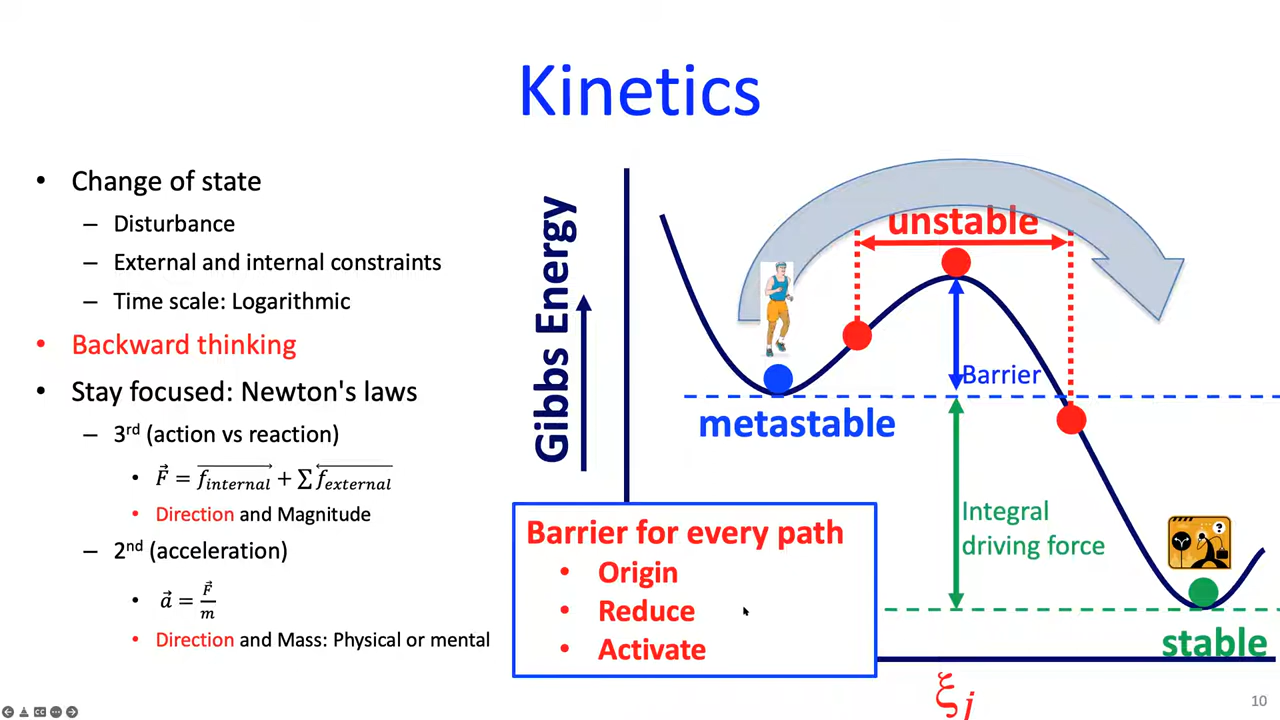 Kinetics
• Change of state
– Disturbance
– External and internal constraints
– Time scale: Logarithmic
• Backward thinking
• Stay focused: Newton's laws
– 3rd (action vs reaction)
• F⃗ = f⃗internal + ∑ f⃖external
• Direction and Magnitude
– 2nd (acceleration)
• a⃗ = F⃗/m
• Direction and Mass: Physical or mental
Gibbs Energy
unstable
Barrier
metastable
Integral
driving force
?
stable
Barrier for every path
• Origin
• Reduce
• Activate
ξj
10